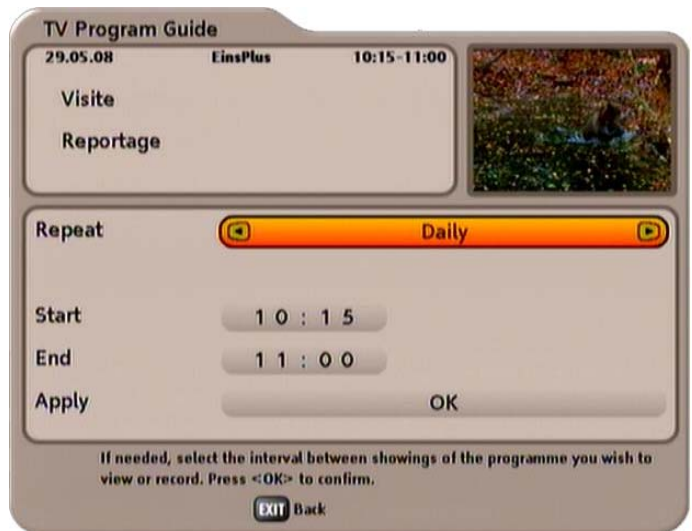 TV Program Guide
29.05.08 EinsPlus 10:15-11:00
Visite
Reportage
Repeat Daily
Start 10:15
End 11:00
Apply OK
If needed, select the interval between showings of the programme you wish to
view or record. Press <OK> to confirm.
EXIT Back